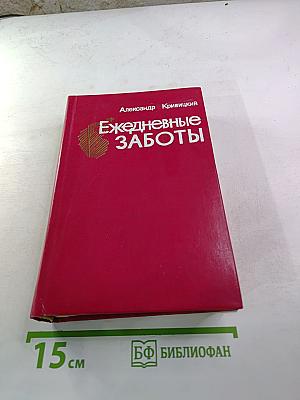 Александр Кривицкий
Ежедневные
ЗАБОТЫ
15 см
БФ БИБЛИОФАН